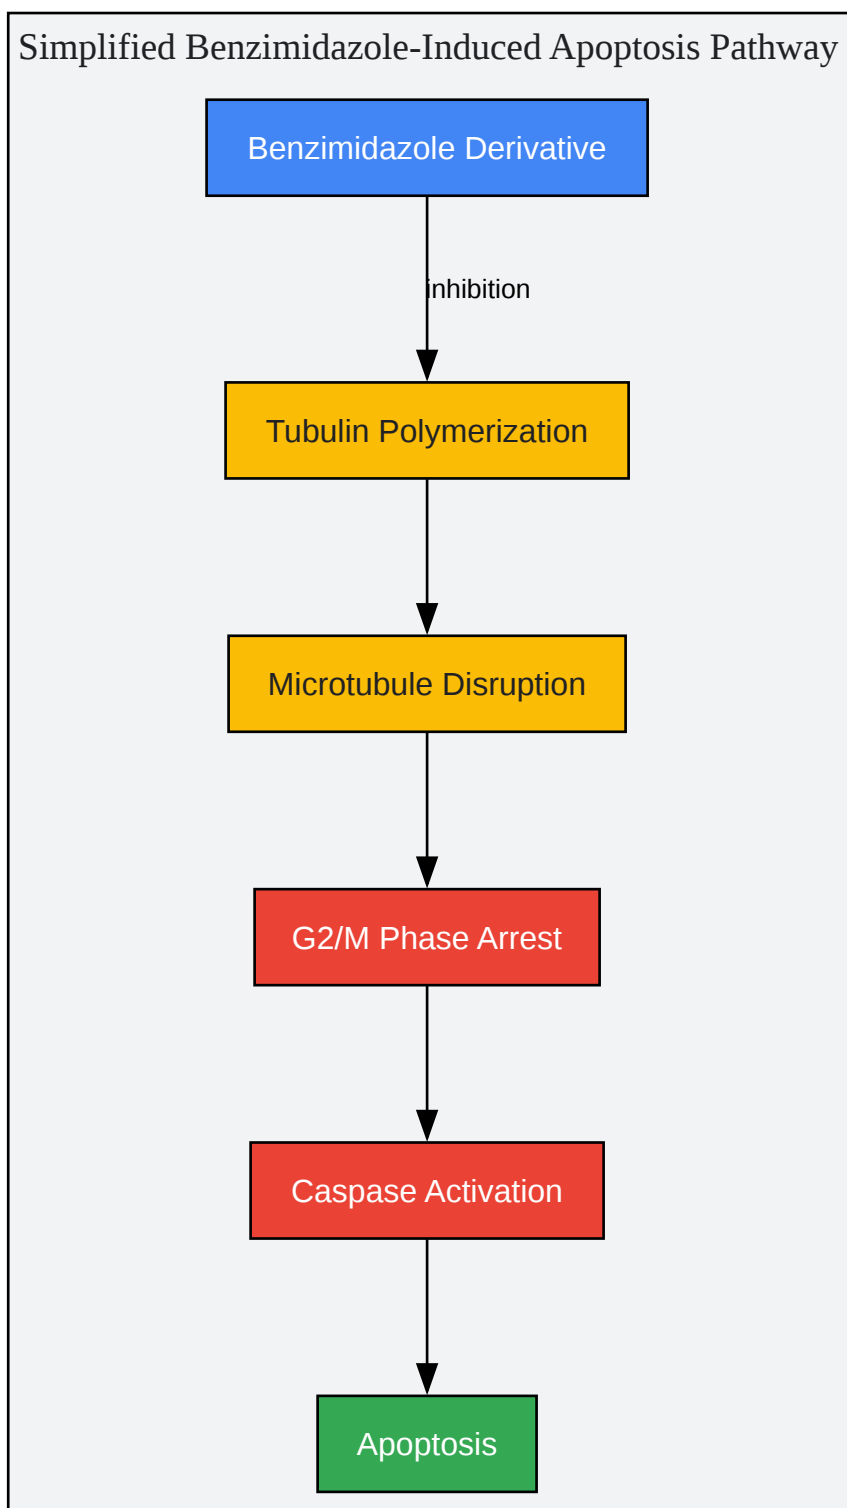 Simplified Benzimidazole-Induced Apoptosis Pathway
Benzimidazole Derivative
inhibition
Tubulin Polymerization
Microtubule Disruption
G2/M Phase Arrest
Caspase Activation
Apoptosis